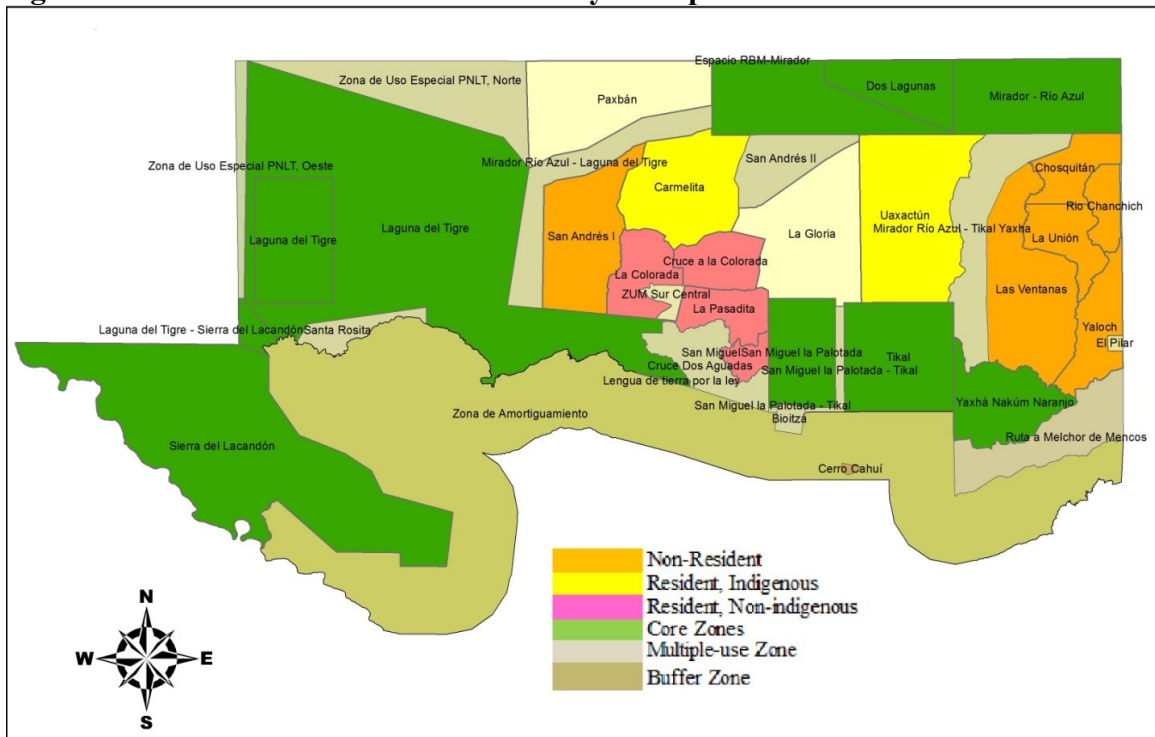 Espacio RBM-Mirador
Zona de Uso Especial PNLT, Norte
Dos Lagunas
Paxbán
Mirador - Río Azul
Zona de Uso Especial PNLT, Oeste
Mirador Río Azul - Laguna del Tigre
San Andrés II
Chosquitán
Carmelita
Rio Chanchich
Uaxactún
Laguna del Tigre
Laguna del Tigre
San Andrés I
La Gloria
Mirador Río Azul - Tikal Yaxha
La Unión
Cruce a la Colorada
La Colorada
Las Ventanas
ZUM Sur Central
La Pasadita
Yaloch
Laguna del Tigre - Sierra del Lacandón
Santa Rosita
El Pilar
San Miguel
San Miguel la Palotada
Tikal
Cruce Dos Aguadas
San Miguel la Palotada - Tikal
Lengua de tierra por la ley
Yaxhá Nakúm Naranjo
San Miguel la Palotada - Tikal
Zona de Amortiguamiento
Bioitzá
Ruta a Melchor de Mencos
Sierra del Lacandón
Cerro Cahuí
Non-Resident
Resident, Indigenous
Resident, Non-indigenous
Core Zones
Multiple-use Zone
Buffer Zone
N
W
E
S